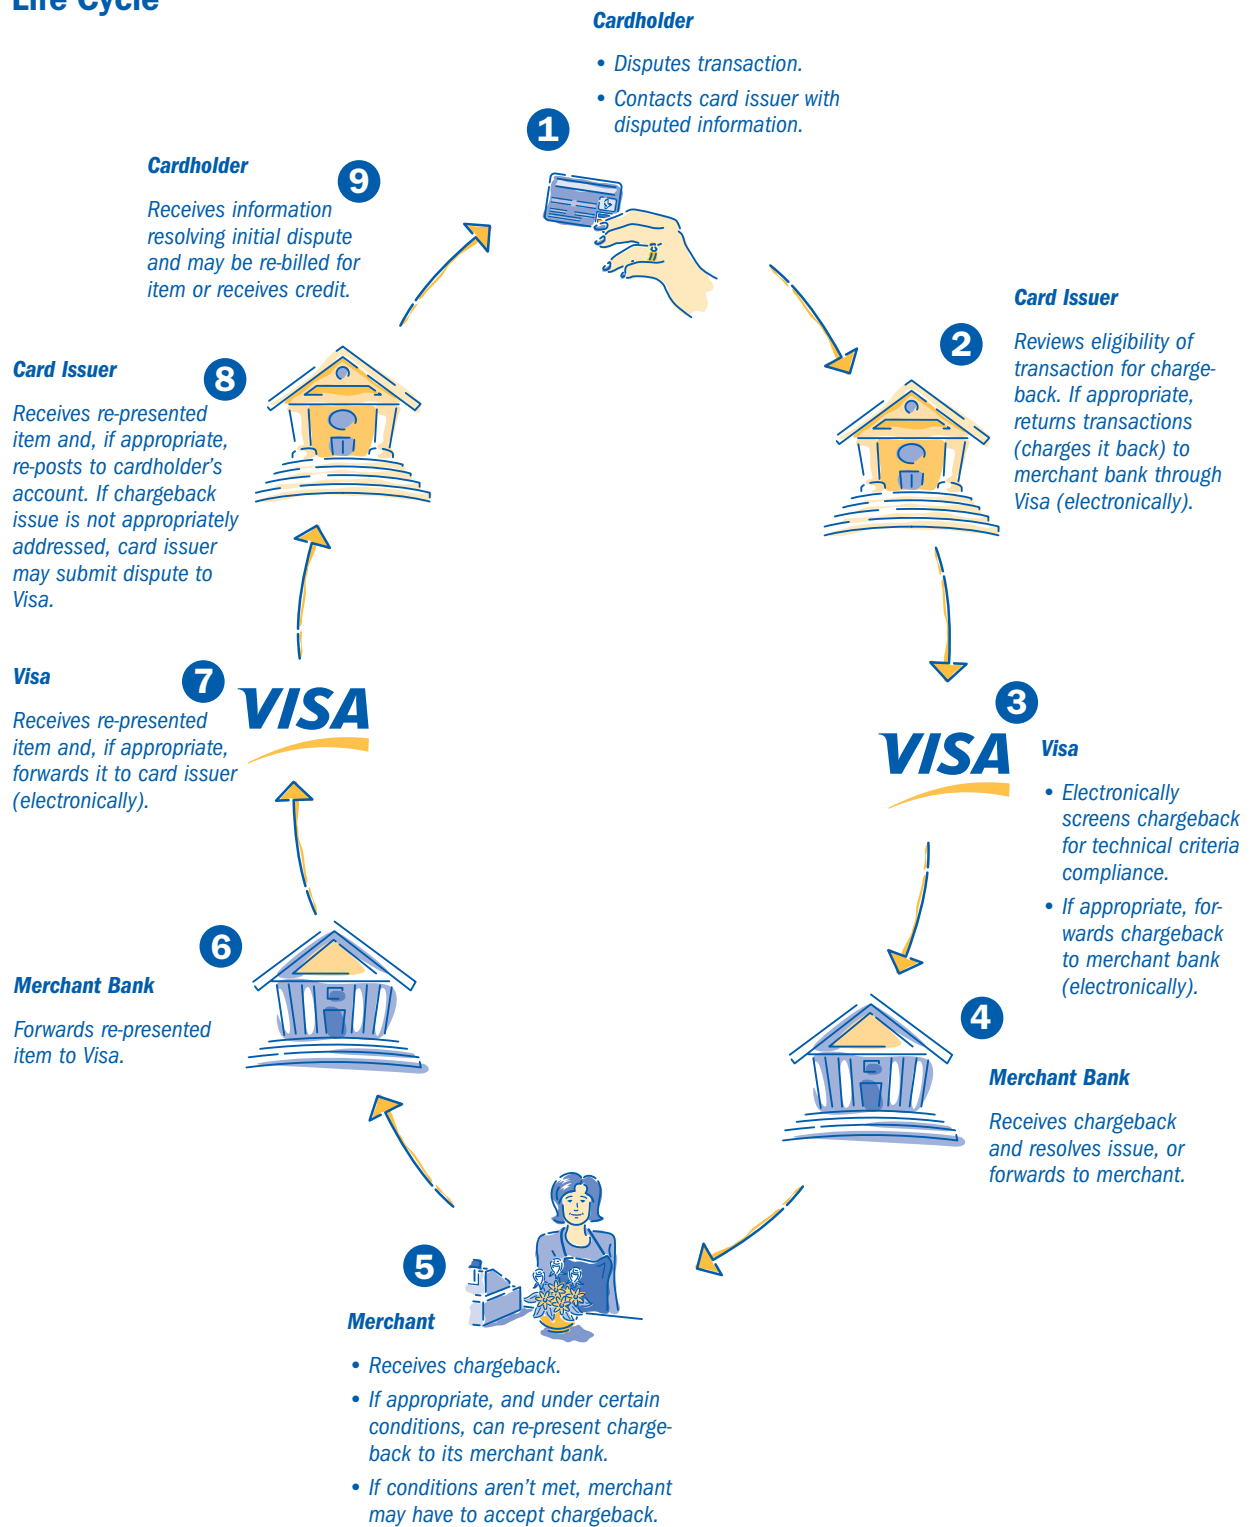 Life Cycle
Cardholder
• Disputes transaction.
• Contacts card issuer with
disputed information.
1
Card Issuer
2
Reviews eligibility of
transaction for charge-
back. If appropriate,
returns transactions
(charges it back) to
merchant bank through
Visa (electronically).
3
VISA
Visa
• Electronically
screens chargeback
for technical criteria
compliance.
• If appropriate, for-
wards chargeback
to merchant bank
(electronically).
4
Merchant Bank
Receives chargeback
and resolves issue, or
forwards to merchant.
5
Merchant
• Receives chargeback.
• If appropriate, and under certain
conditions, can re-present charge-
back to its merchant bank.
• If conditions aren't met, merchant
may have to accept chargeback.
6
Merchant Bank
Forwards re-presented
item to Visa.
Visa
7
VISA
Receives re-presented
item and, if appropriate,
forwards it to card issuer
(electronically).
Card Issuer
8
Receives re-presented
item and, if appropriate,
re-posts to cardholder's
account. If chargeback
issue is not appropriately
addressed, card issuer
may submit dispute to
Visa.
Cardholder
9
Receives information
resolving initial dispute
and may be re-billed for
item or receives credit.